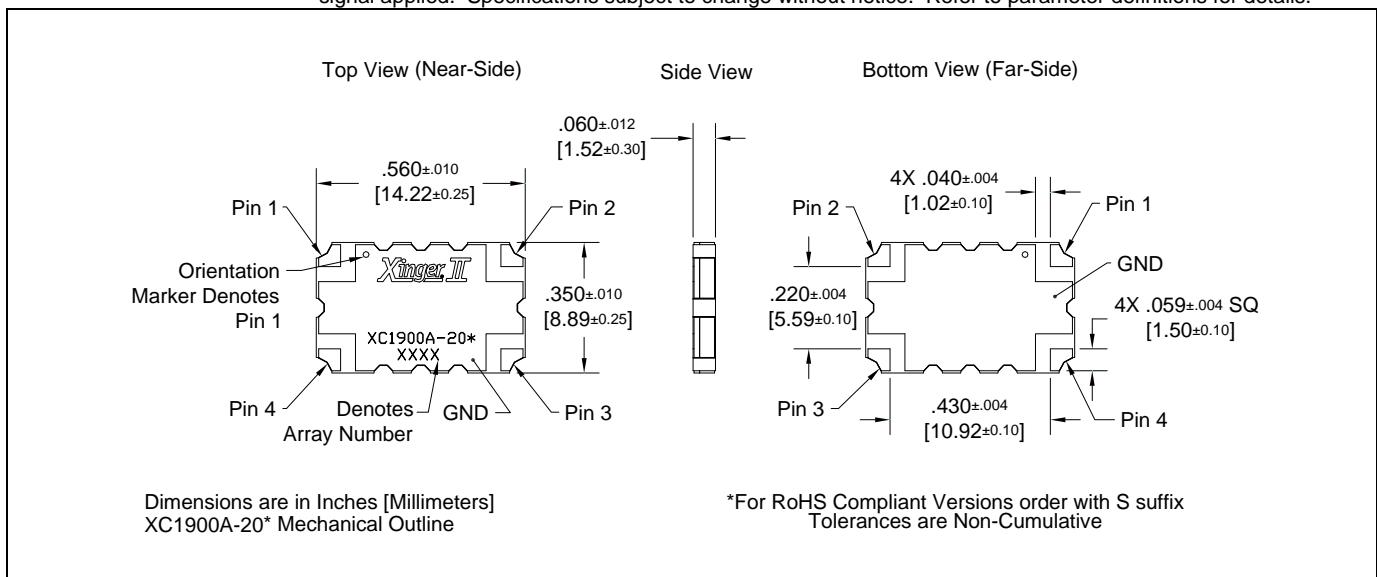 signal applied. Specifications subject to change without notice. Refer to parameter definitions for details.
Top View (Near-Side)
Side View
Bottom View (Far-Side)
.560±.010
[14.22±0.25]
.060±.012
[1.52±0.30]
4X .040±.004
[1.02±0.10]
Pin 1
Pin 2
Pin 2
Pin 1
Orientation
Marker Denotes
Pin 1
Xinger II
.350±.010
[8.89±0.25]
.220±.004
[5.59±0.10]
GND
4X .059±.004 SQ
[1.50±0.10]
XC1900A-20*
XXXX
Pin 4
Denotes
Array Number
GND
Pin 3
Pin 3
.430±.004
[10.92±0.10]
Pin 4
Dimensions are in Inches [Millimeters]
XC1900A-20* Mechanical Outline
*For RoHS Compliant Versions order with S suffix
Tolerances are Non-Cumulative